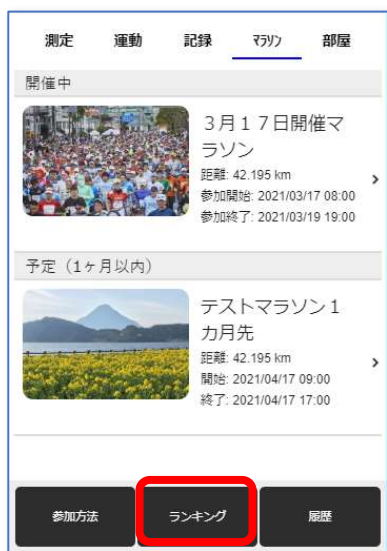 測定 運動 記録 ﾏﾗｿﾝ 部屋
開催中
３月１７日開催マ
ラソン
距離: 42.195 km
参加開始: 2021/03/17 08:00
参加終了: 2021/03/19 19:00
予定（1ヶ月以内）
テストマラソン１
カ月先
距離: 42.195 km
開始: 2021/04/17 09:00
終了: 2021/04/17 17:00
参加方法 ランキング 履歴